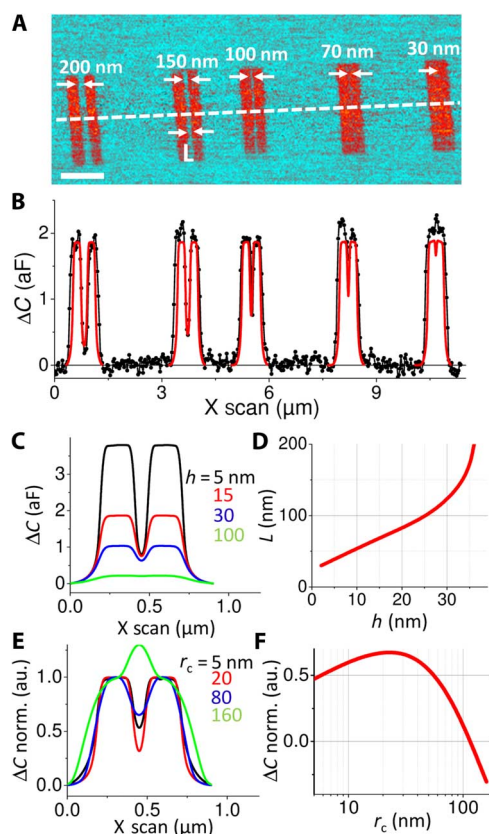 A
200 nm
150 nm
100 nm
70 nm
30 nm
L
B
ΔC (aF)
2
1
0
0
3
6
9
X scan (μm)
C
ΔC (aF)
3
2
1
0
h = 5 nm
15
30
100
0.0
0.5
1.0
X scan (μm)
D
L (nm)
200
100
0
0
10
20
30
h (nm)
E
ΔC norm. (au.)
1.0
0.5
0.0
rc = 5 nm
20
80
160
0.0
0.5
1.0
X scan (μm)
F
ΔC norm. (au.)
0.5
0.0
10
100
rc (nm)